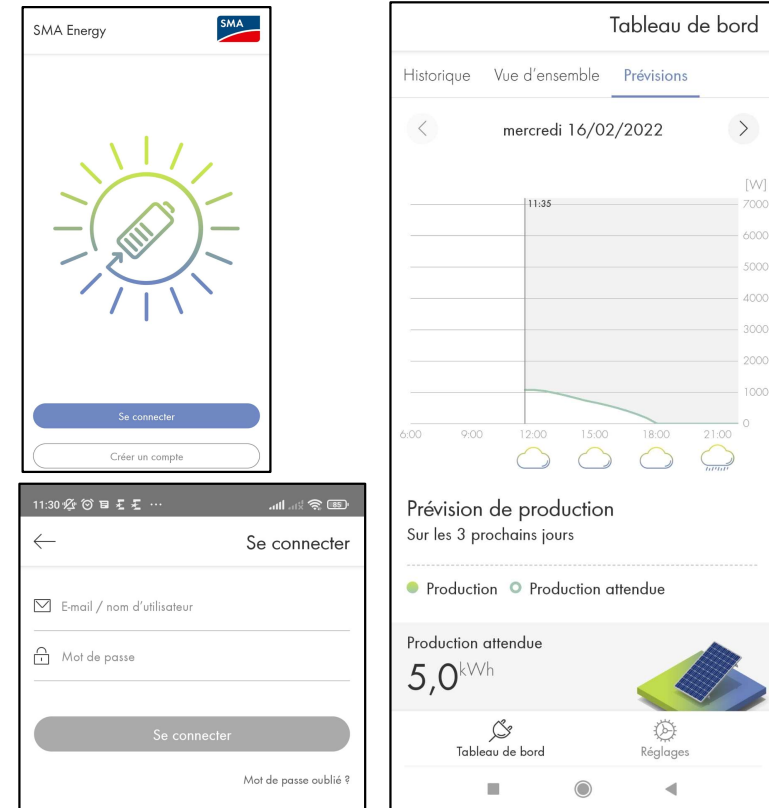 SMA Energy
SMA
Se connecter
Créer un compte
11:30
85
Se connecter
E-mail / nom d'utilisateur
Mot de passe
Se connecter
Mot de passe oublié ?
Tableau de bord
Historique Vue d'ensemble Prévisions
mercredi 16/02/2022
[W]
11:35
7000
6000
5000
4000
3000
2000
1000
0
6:00 9:00 12:00 15:00 18:00 21:00
Prévision de production
Sur les 3 prochains jours
Production Production attendue
Production attendue
5,0 kWh
Tableau de bord Réglages